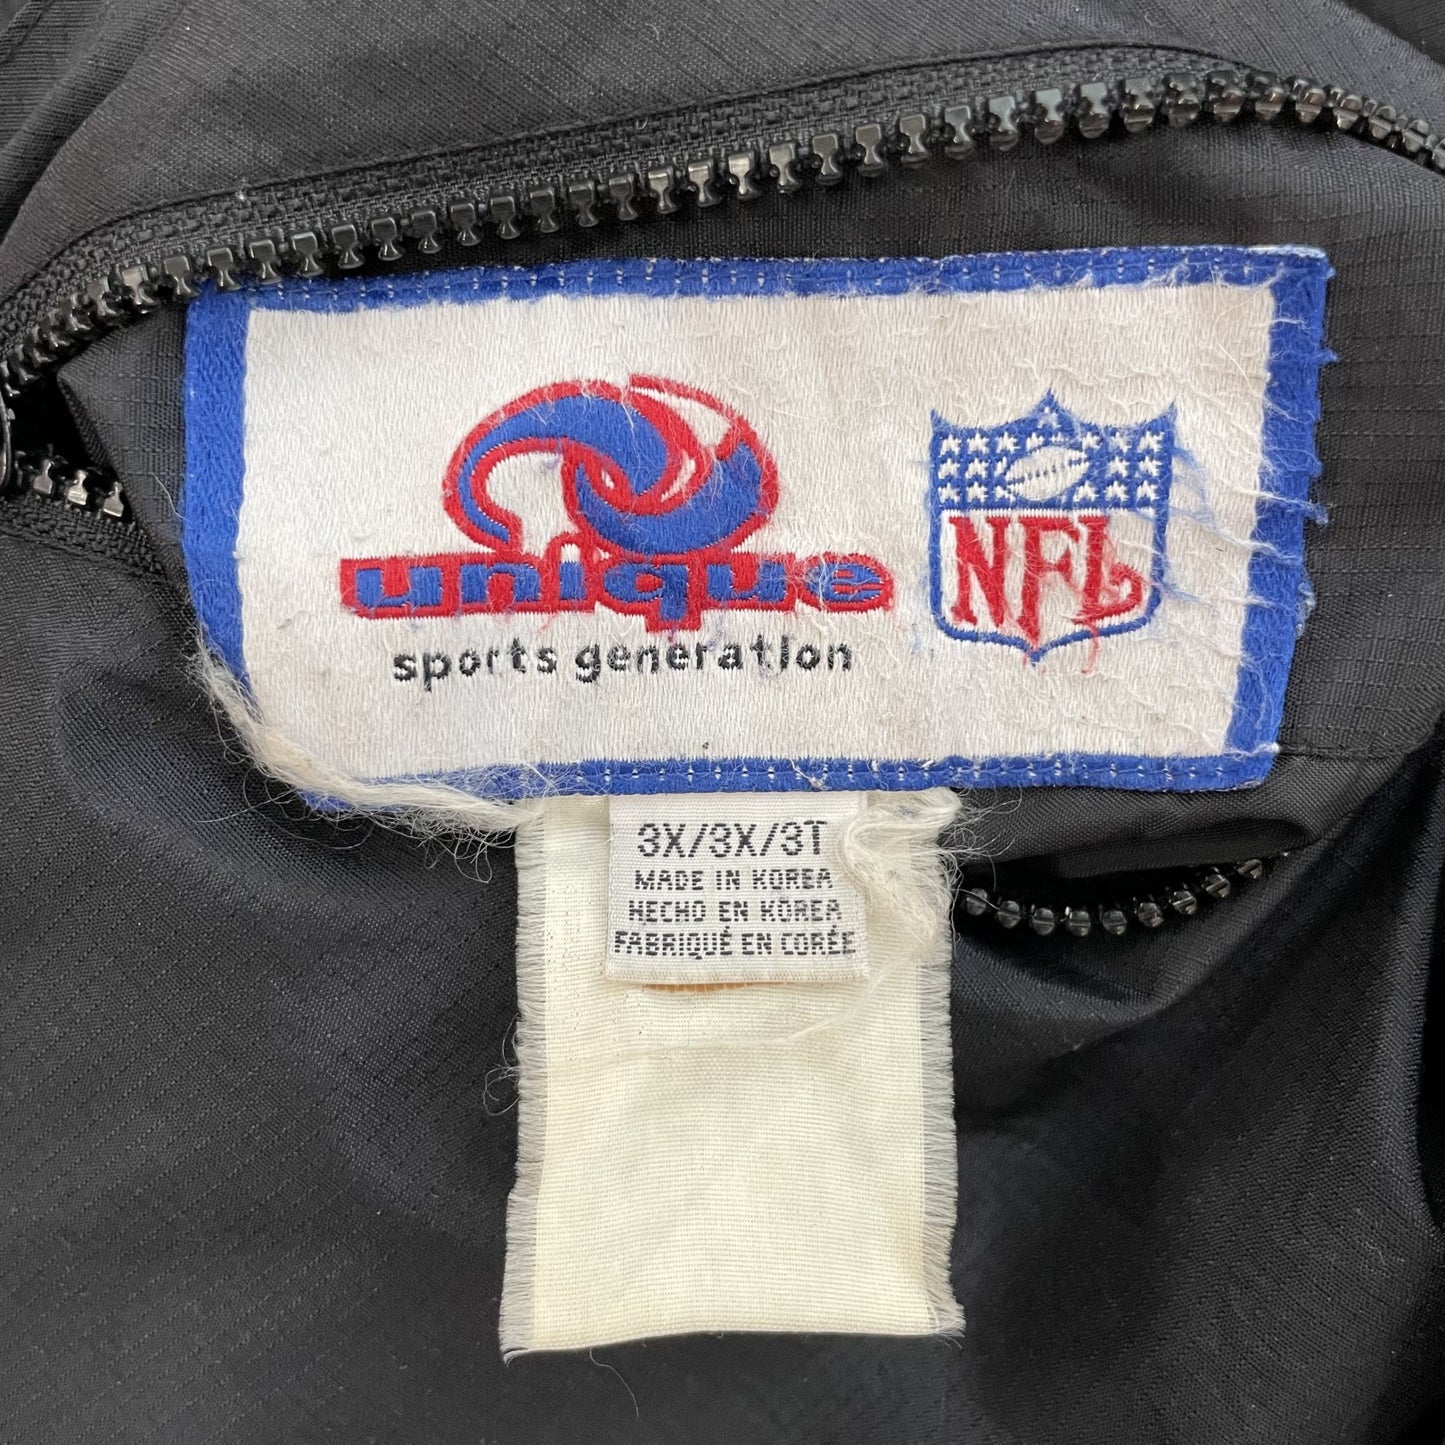 unique
sports generation
NFL
3X/3X/3T
MADE IN KOREA
HECHO EN KOREA
FABRIQUÉ EN CORÉE